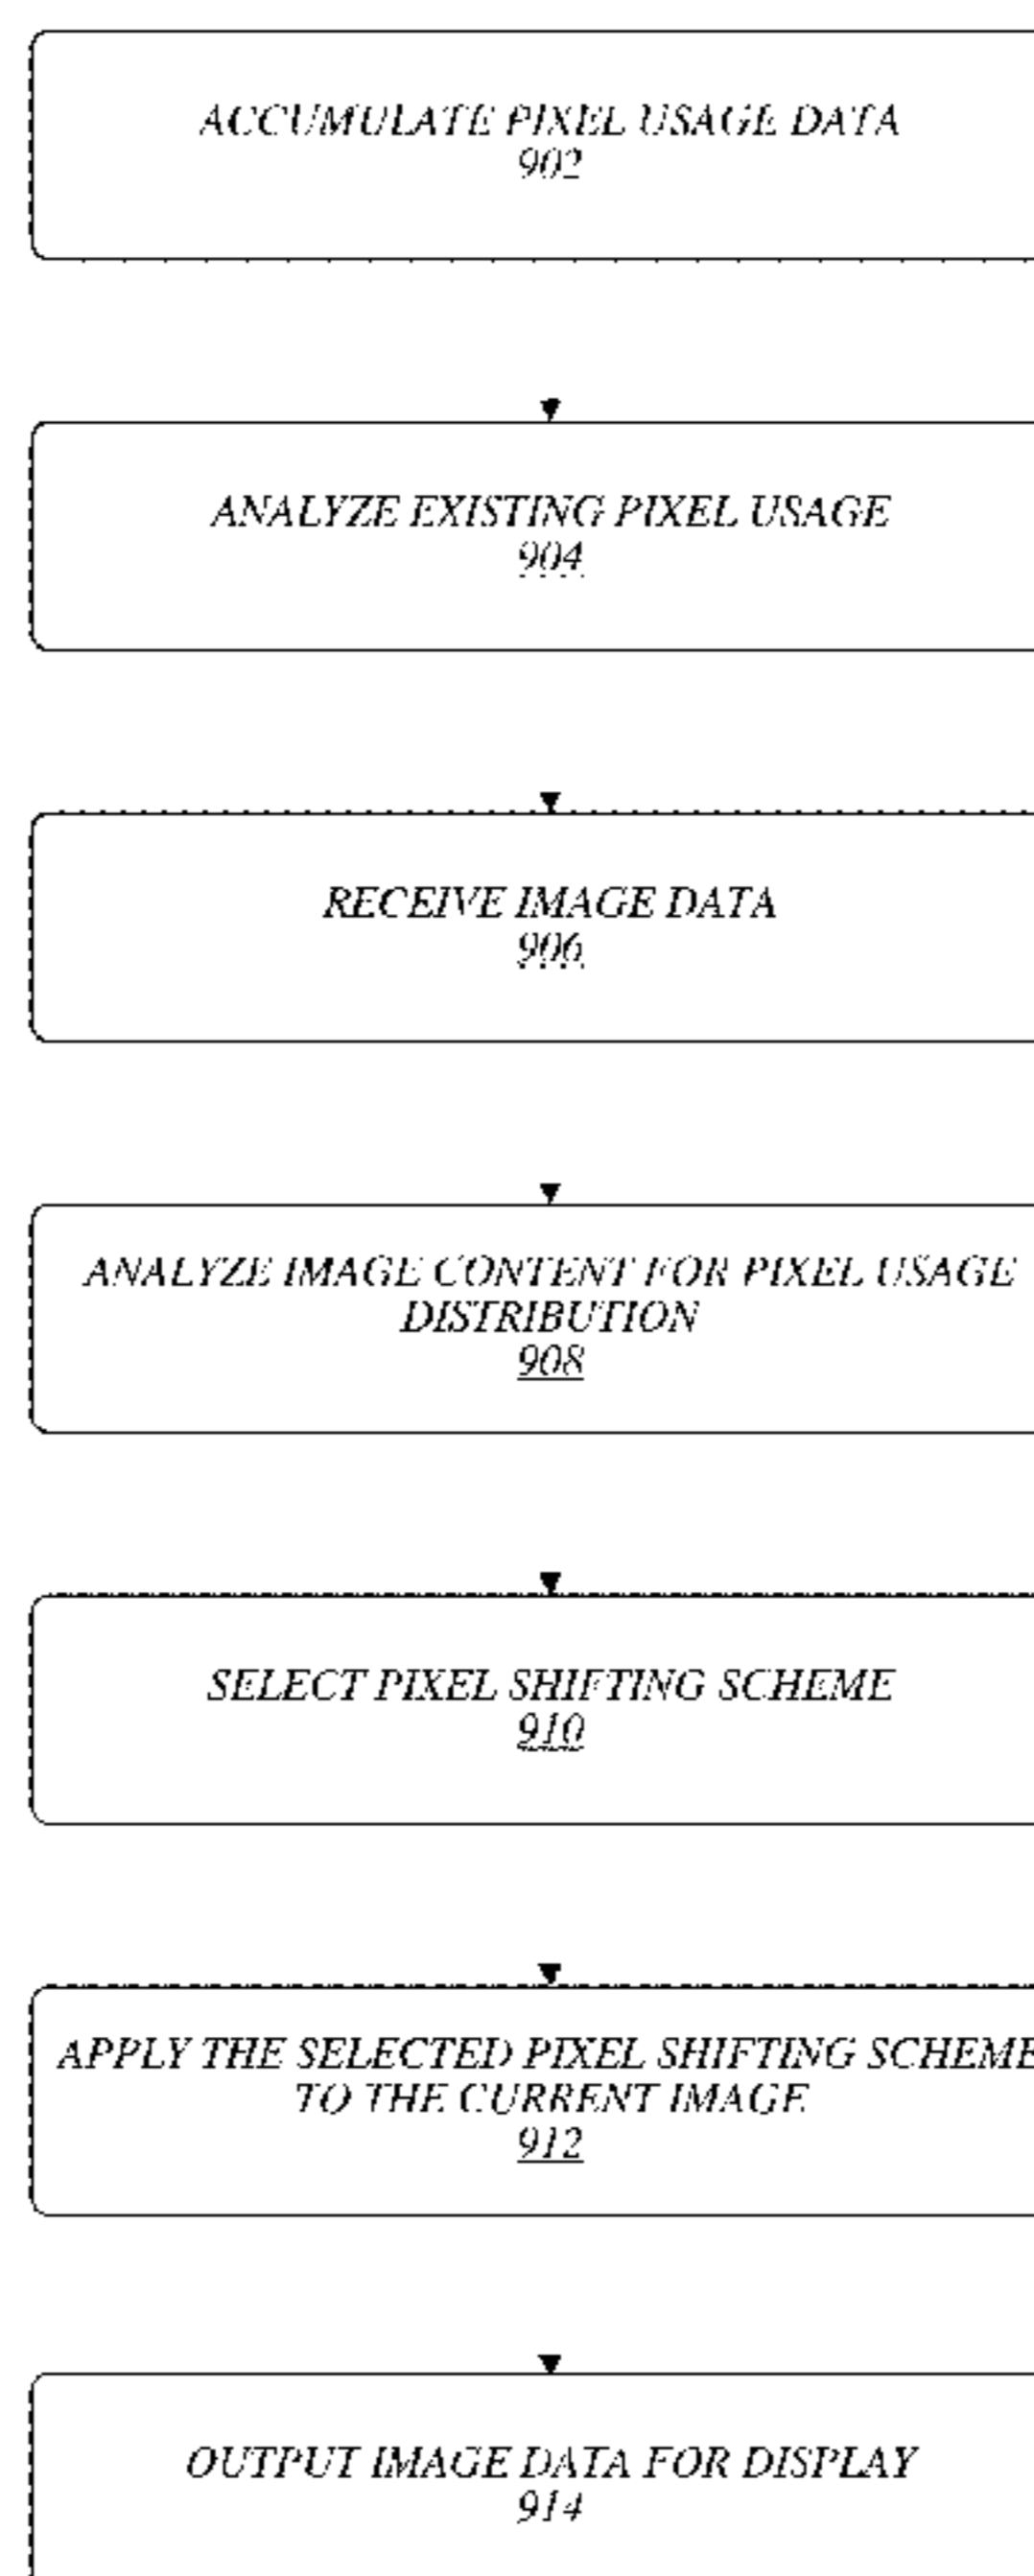 ACCUMULATE PIXEL USAGE DATA
902
ANALYZE EXISTING PIXEL USAGE
904
RECEIVE IMAGE DATA
906
ANALYZE IMAGE CONTENT FOR PIXEL USAGE
DISTRIBUTION
908
SELECT PIXEL SHIFTING SCHEME
910
APPLY THE SELECTED PIXEL SHIFTING SCHEME
TO THE CURRENT IMAGE
912
OUTPUT IMAGE DATA FOR DISPLAY
914